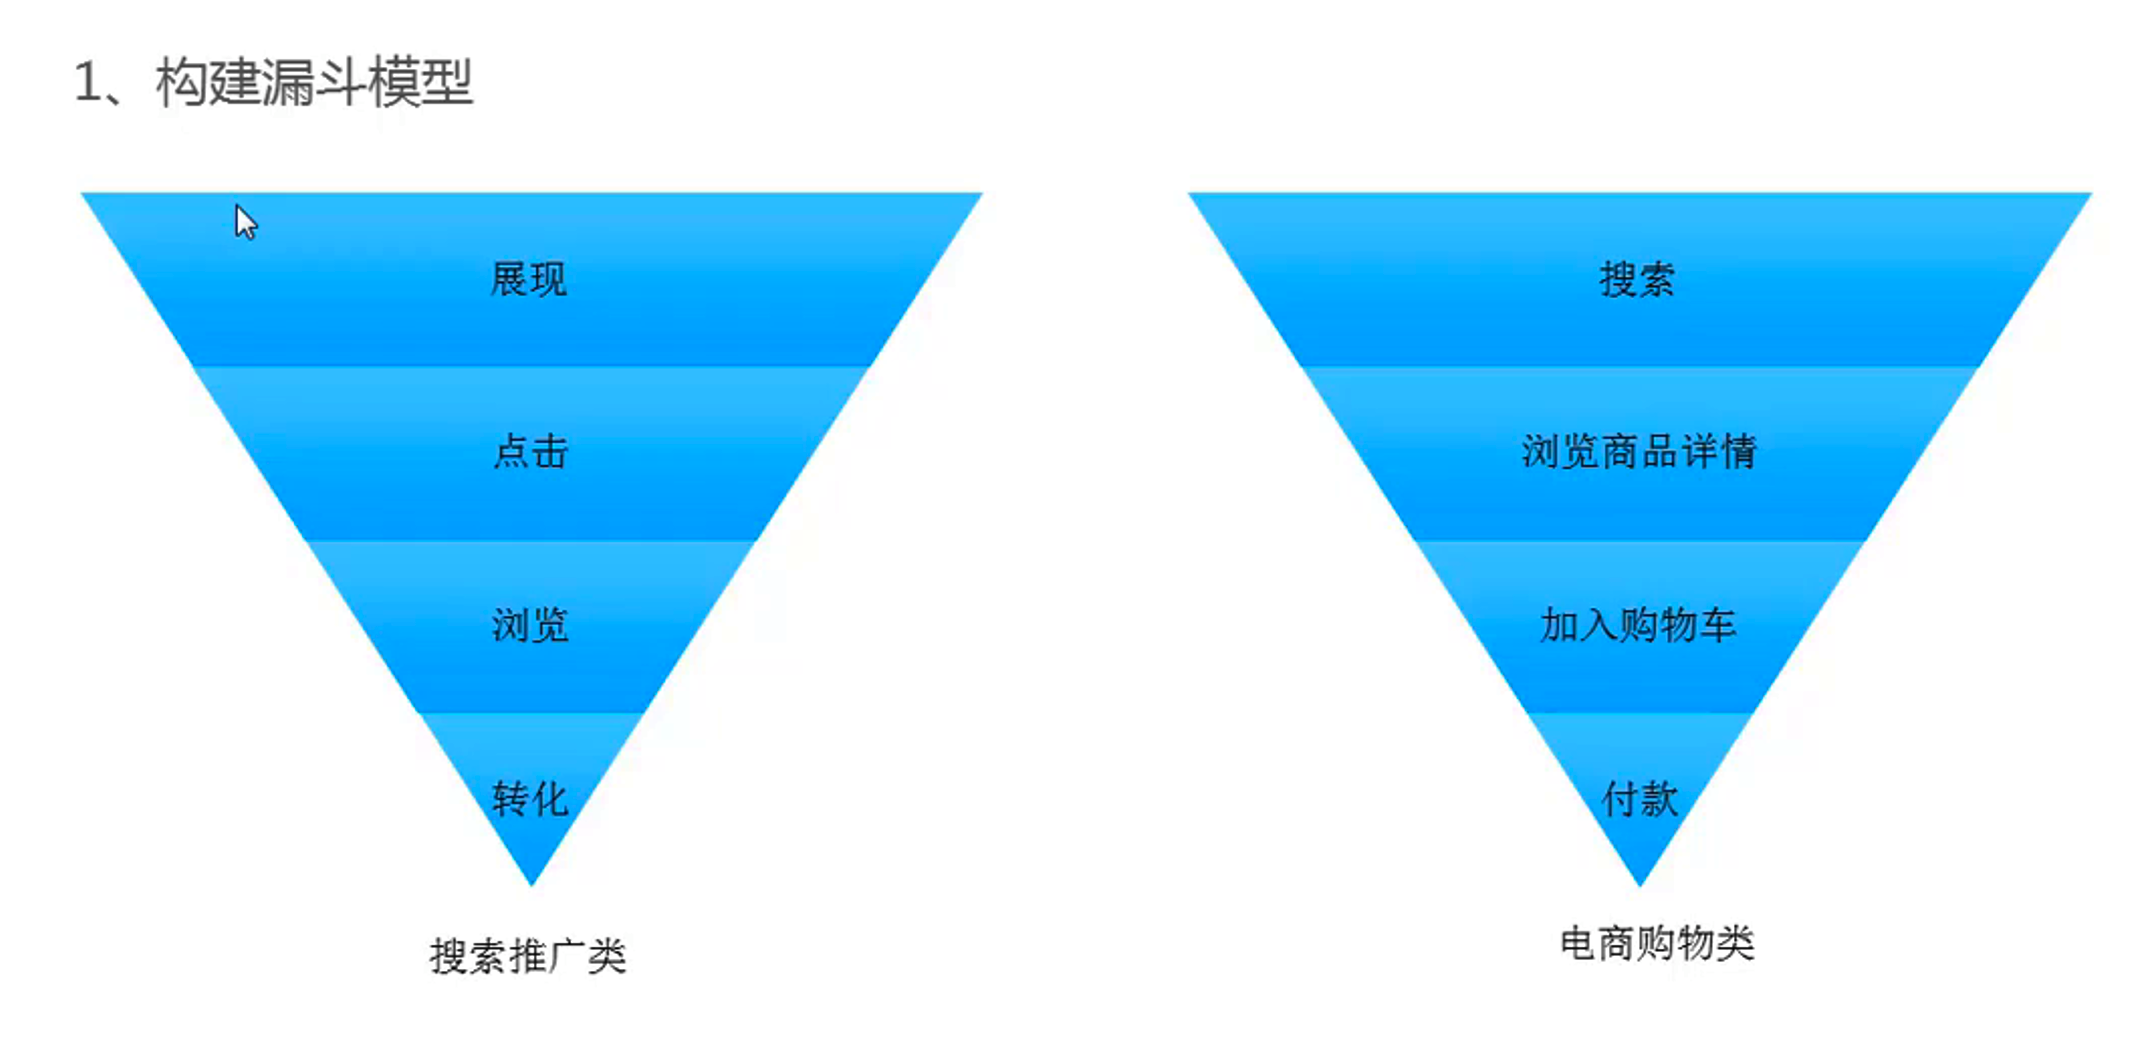 1、构建漏斗模型
展现
点击
浏览
转化
搜索推广类
搜索
浏览商品详情
加入购物车
付款
电商购物类